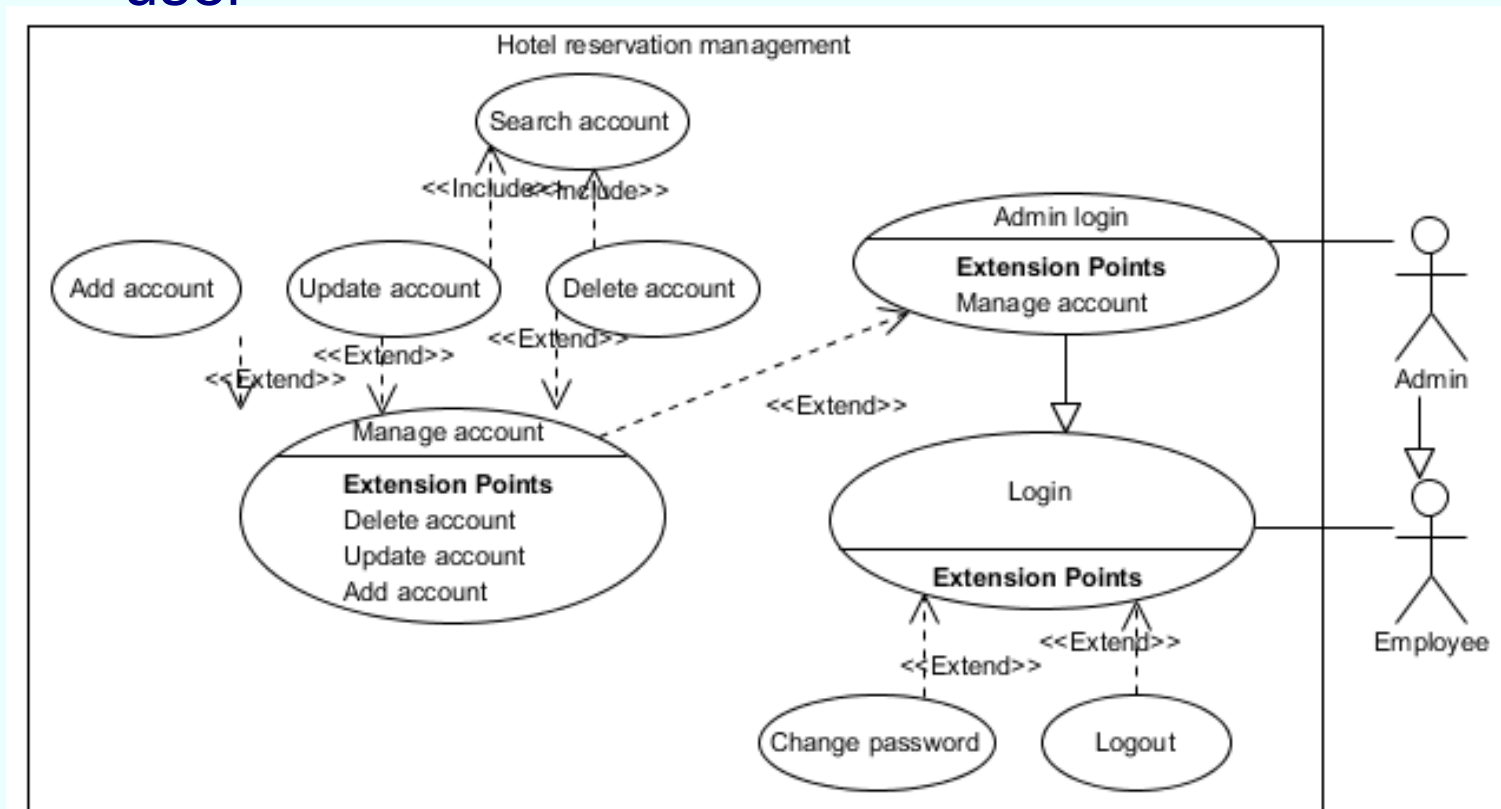 user
Hotel reservation management
Search account
<<Include>>
<<Include>>
Add account
Update account
Delete account
<<Extend>>
<<Extend>>
<<Extend>>
Manage account
Extension Points
Delete account
Update account
Add account
<<Extend>>
Admin login
Extension Points
Manage account
Admin
Login
Extension Points
Employee
<<Extend>>
<<Extend>>
Change password
Logout